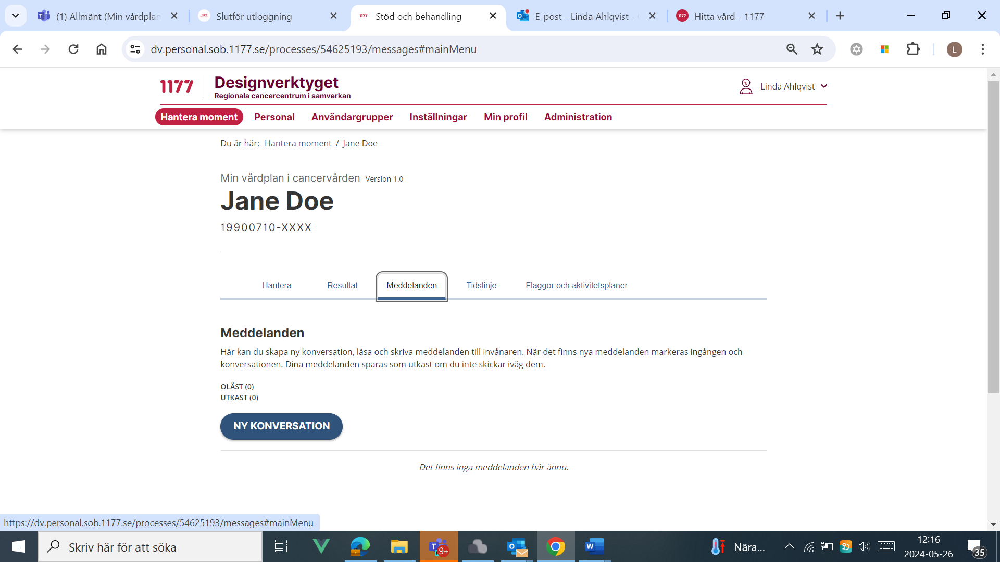 (1) Allmänt (Min vårdplan
Slutför utloggning
1177
Stöd och behandling
E-post - Linda Ahlqvist -
1177
Hitta vård - 1177
dv.personal.sob.1177.se/processes/54625193/messages#mainMenu
L
1177
Designverktyget
Regionala cancercentrum i samverkan
Linda Ahlqvist
Hantera moment
Personal
Användargrupper
Inställningar
Min profil
Administration
Du är här: Hantera moment / Jane Doe
Min vårdplan i cancervården Version 1.0
Jane Doe
19900710-XXXX
Hantera
Resultat
Meddelanden
Tidslinje
Flaggor och aktivitetsplaner
Meddelanden
Här kan du skapa ny konversation, läsa och skriva meddelanden till invånaren. När det finns nya meddelanden markeras ingången och
konversationen. Dina meddelanden sparas som utkast om du inte skickar iväg dem.
OLÄST (0)
UTKAST (0)
NY KONVERSATION
Det finns inga meddelanden här ännu.
https://dv.personal.sob.1177.se/processes/54625193/messages#mainMenu
Skriv här för att söka
9+
Nära...
12:16
2024-05-26
35